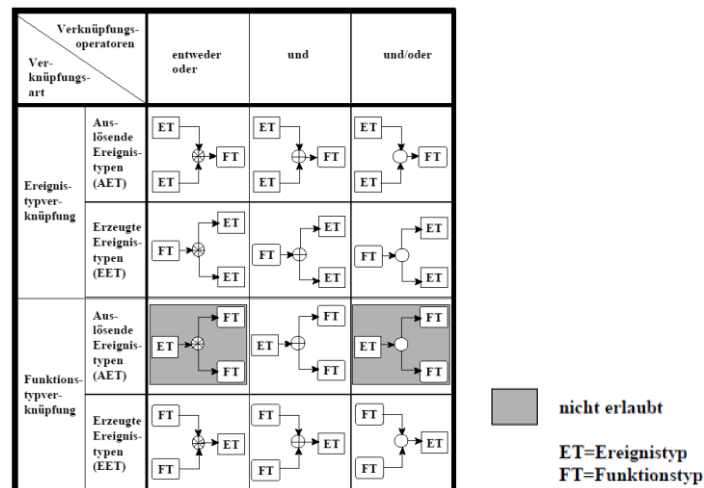 Verknüpfungs-
operatoren
Ver-
knüpfungs-
art
entweder
oder
und
und/oder
Ereignis-
typver-
knüpfung
Aus-
lösende
Ereignis-
typen
(AET)
ET
ET
FT
ET
ET
FT
ET
ET
FT
Erzeugte
Ereignis-
typen
(EET)
FT
ET
ET
FT
ET
ET
FT
ET
ET
Funktions-
typver-
knüpfung
Aus-
lösende
Ereignis-
typen
(AET)
ET
FT
FT
ET
FT
FT
ET
FT
FT
Erzeugte
Ereignis-
typen
(EET)
FT
FT
ET
FT
FT
ET
FT
FT
ET
nicht erlaubt
ET=Ereignistyp
FT=Funktionstyp